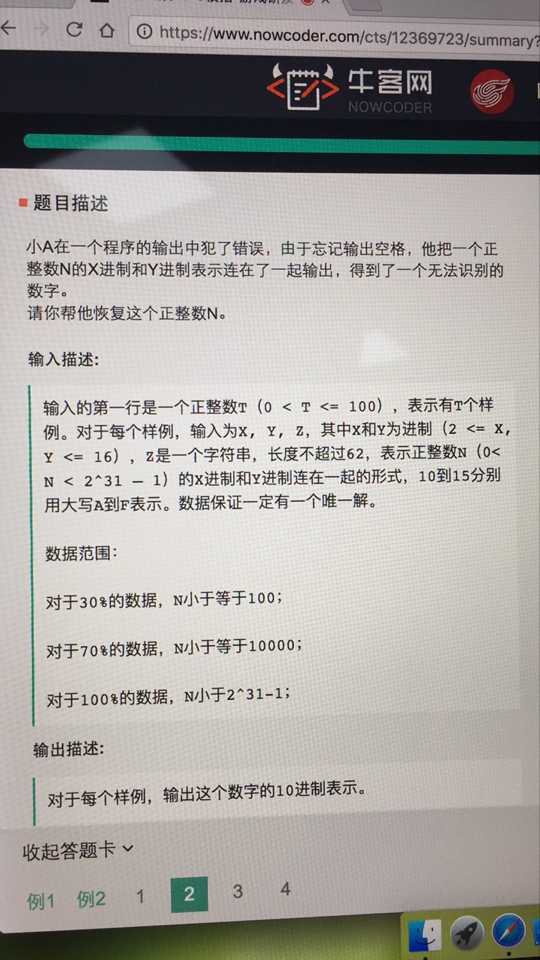 https://www.nowcoder.com/cts/12369723/summary?
牛客网
NOWCODER
题目描述
小A在一个程序的输出中犯了错误，由于忘记输出空格，他把一个正
整数N的X进制和Y进制表示连在了一起输出，得到了一个无法识别的
数字。
请你帮他恢复这个正整数N。
输入描述:
输入的第一行是一个正整数T（0 < T <= 100），表示有T个样
例。对于每个样例，输入为X, Y, Z，其中X和Y为进制（2 <= X,
Y <= 16），Z是一个字符串，长度不超过62，表示正整数N（0<
N < 2^31 – 1）的X进制和Y进制连在一起的形式，10到15分别
用大写A到F表示。数据保证一定有一个唯一解。
数据范围：
对于30%的数据，N小于等于100；
对于70%的数据，N小于等于10000；
对于100%的数据，N小于2^31-1；
输出描述:
对于每个样例，输出这个数字的10进制表示。
收起答题卡
例1 例2 1 2 3 4